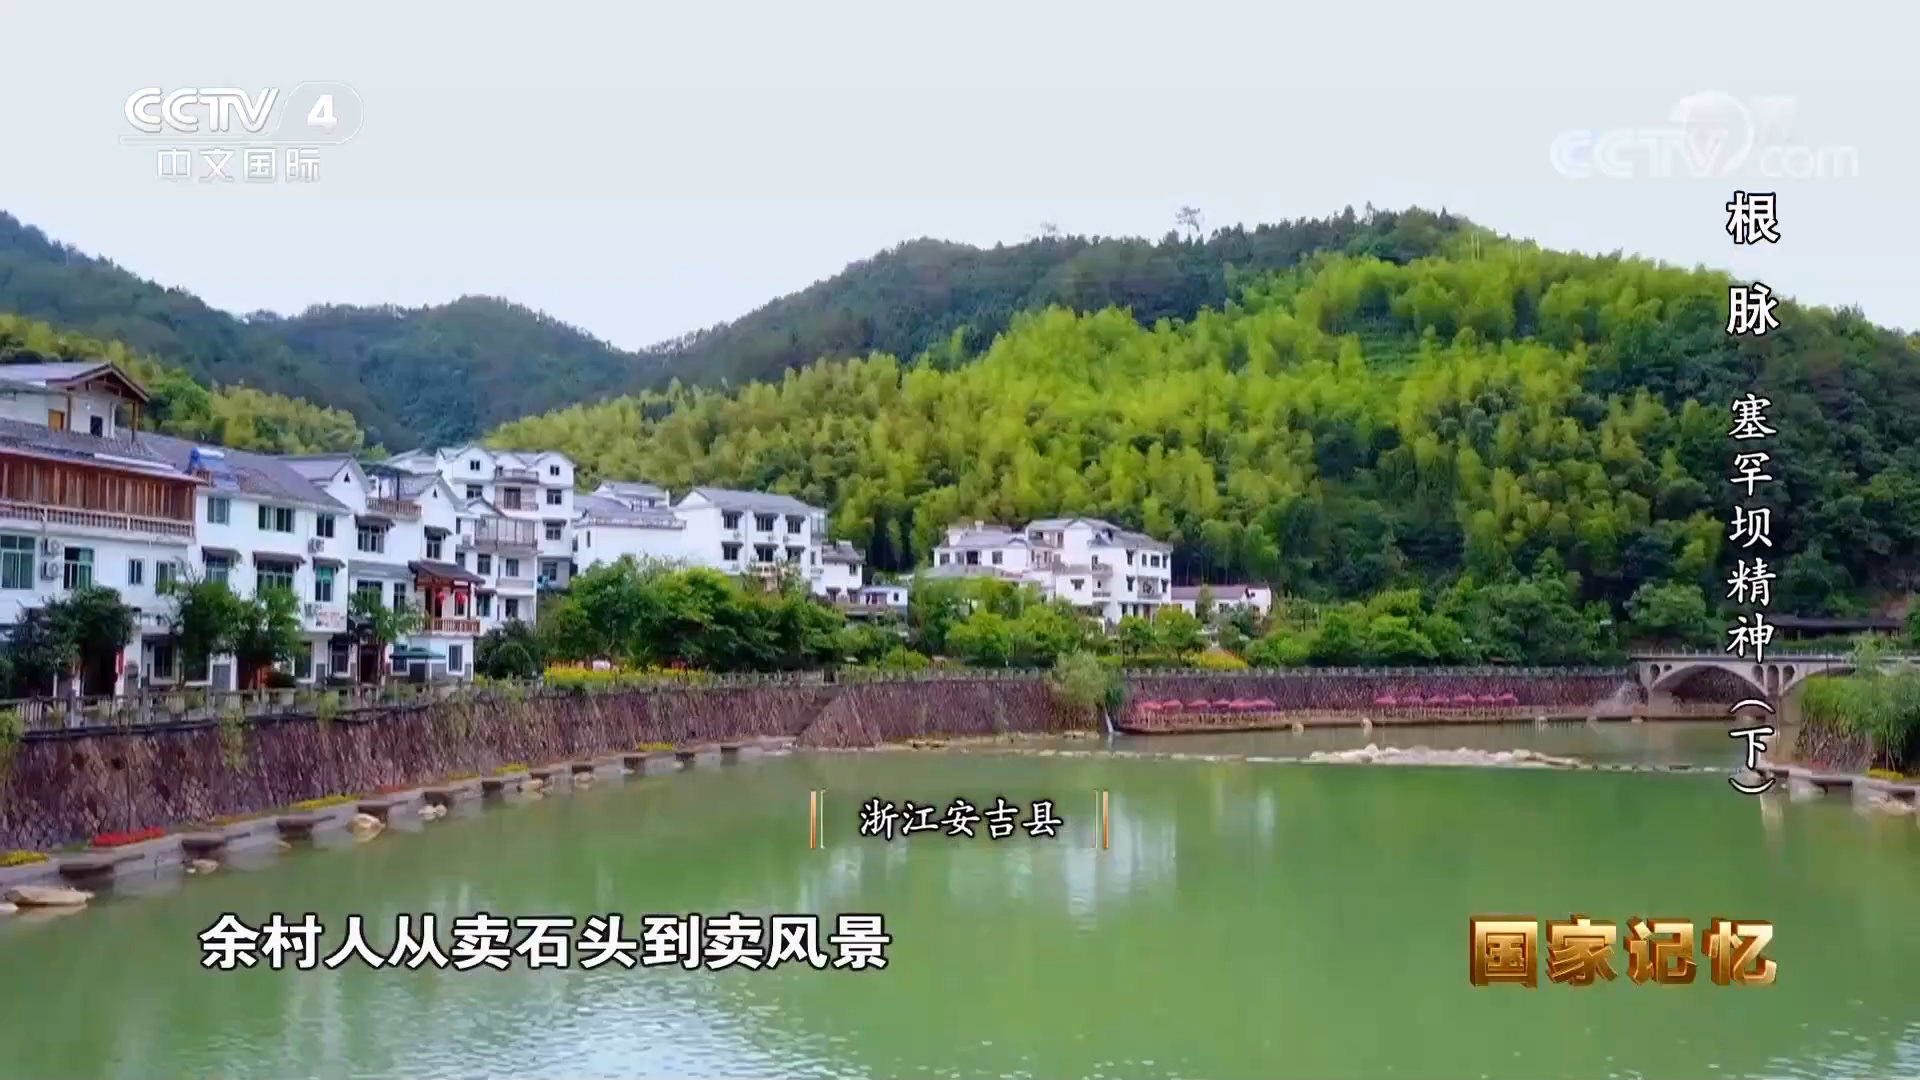 CCTV 4
中文国际
CCTV.com
根脉 塞罕坝精神（下）
浙江安吉县
余村人从卖石头到卖风景
国家记忆